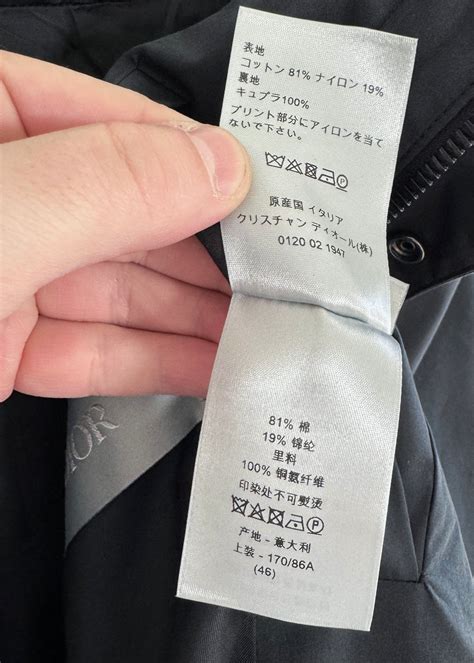 表地
コットン 81% ナイロン 19%
裏地
キュプラ100%
プリント部分にアイロンを当て
ないで下さい。
原産国 イタリア
クリスチャン ディオール(株)
0120 02 1947
81% 棉
19% 锦纶
里料
100% 铜氨纤维
印染处不可熨烫
产地 - 意大利
上装 - 170/86A
(46)
IOR